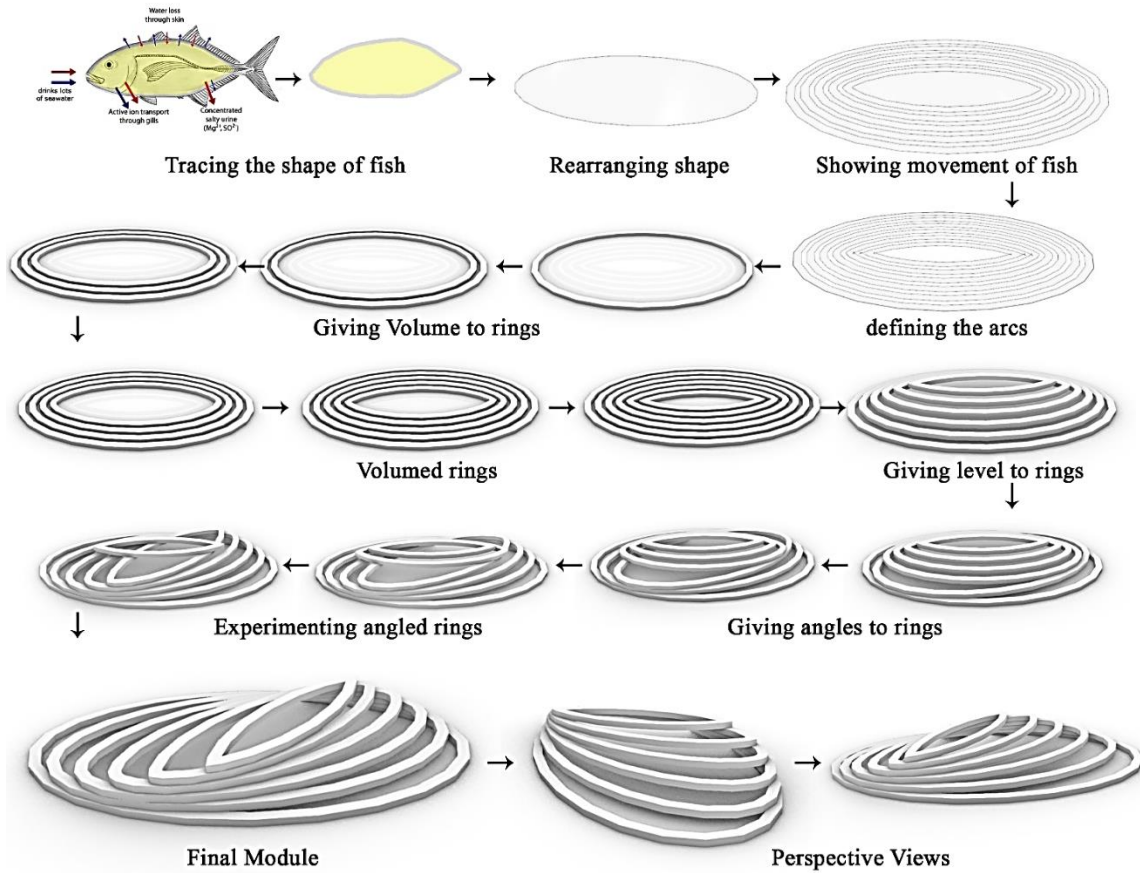 Water loss
through skin
drinks lots
of seawater
Active ion transport
through gills
Concentrated
salty urine
(Mg²⁺, SO²⁻)
Tracing the shape of fish
Rearranging shape
Showing movement of fish
Giving Volume to rings
defining the arcs
Volumed rings
Giving level to rings
Experimenting angled rings
Giving angles to rings
Final Module
Perspective Views